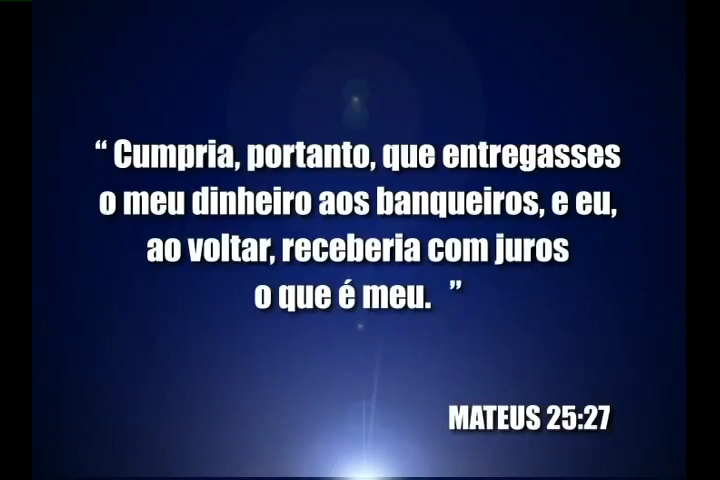 “ Cumpria, portanto, que entregasses
o meu dinheiro aos banqueiros, e eu,
ao voltar, receberia com juros
o que é meu. ”
MATEUS 25:27